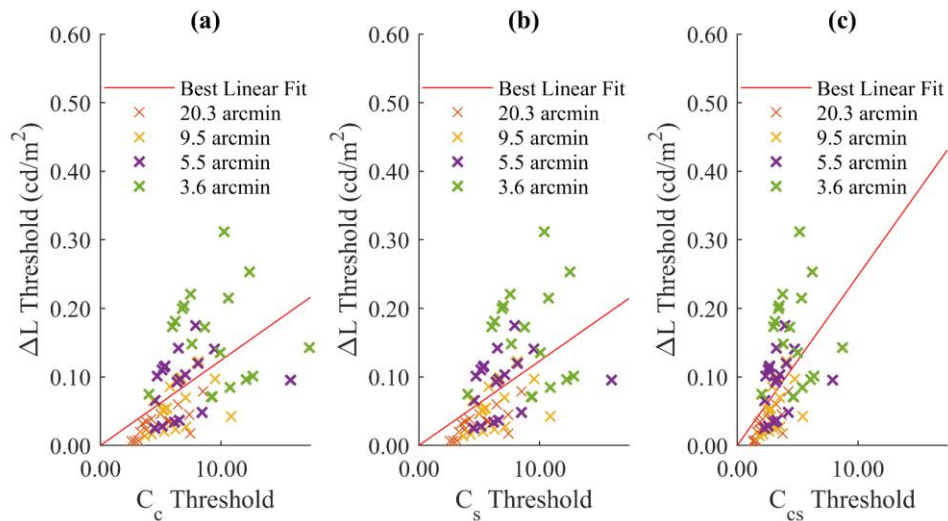 (a)
ΔL Threshold (cd/m²)
0.60
0.50
0.40
0.30
0.20
0.10
0.00
Best Linear Fit
20.3 arcmin
9.5 arcmin
5.5 arcmin
3.6 arcmin
0.00 10.00
C_c Threshold
(b)
ΔL Threshold (cd/m²)
0.60
0.50
0.40
0.30
0.20
0.10
0.00
Best Linear Fit
20.3 arcmin
9.5 arcmin
5.5 arcmin
3.6 arcmin
0.00 10.00
C_s Threshold
(c)
ΔL Threshold (cd/m²)
0.60
0.50
0.40
0.30
0.20
0.10
0.00
Best Linear Fit
20.3 arcmin
9.5 arcmin
5.5 arcmin
3.6 arcmin
0.00 10.00
C_cs Threshold